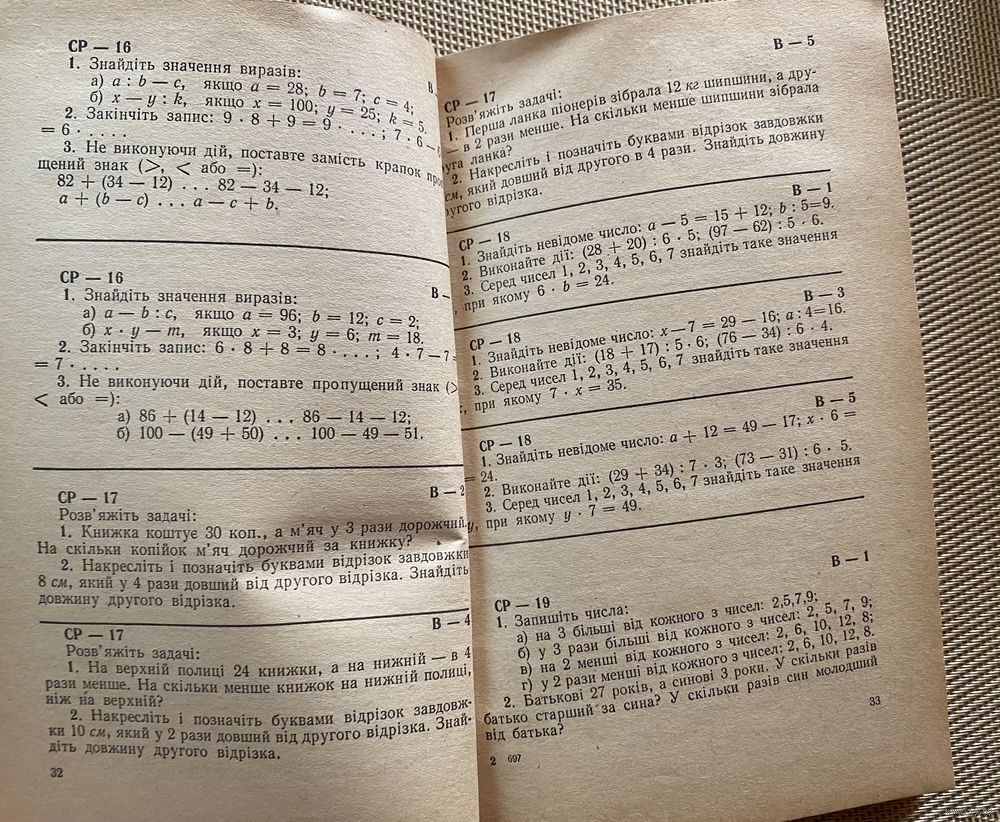 СР — 16
1. Знайдіть значення виразів: В
а) a : b — c, якщо a = 28; b = 7; c = 4;
б) x — y : k, якщо x = 100; y = 25; k = 5.
2. Закінчіть запис: 9 · 8 + 9 = 9 · . . . .; 7 · 6 —
= 6 · . . . . .
3. Не виконуючи дій, поставте замість крапок
щений знак (>, < або =):
82 + (34 — 12) . . . 82 — 34 — 12;
a + (b — c) . . . a — c + b.
СР — 16
В —
1. Знайдіть значення виразів:
а) a — b : c, якщо a = 96; b = 12; c = 2;
б) x · y — m, якщо x = 3; y = 6; m = 18.
2. Закінчіть запис: 6 · 8 + 8 = 8 · . . . .; 4 · 7 — 7 =
= 7 · . . . . .
3. Не виконуючи дій, поставте пропущений знак (>
< або =):
а) 86 + (14 — 12) . . . 86 — 14 — 12;
б) 100 — (49 + 50) . . . 100 — 49 — 51.
СР — 17 В — 2
Розв’яжіть задачі:
1. Книжка коштує 30 коп., а м’яч у 3 рази дорожчий.
На скільки копійок м’яч дорожчий за книжку?
2. Накресліть і позначіть буквами відрізок завдовжки
8 см, який у 4 рази довший від другого відрізка. Знайдіть
довжину другого відрізка.
СР — 17 В — 4
Розв’яжіть задачі:
1. На верхній полиці 24 книжки, а на нижній — в 4
рази менше. На скільки менше книжок на нижній полиці,
ніж на верхній?
2. Накресліть і позначіть буквами відрізок завдовж-
ки 10 см, який у 2 рази довший від другого відрізка. Знай-
діть довжину другого відрізка.
32
В — 5
СР — 17
Розв’яжіть задачі:
1. Перша ланка піонерів зібрала 12 кг шипшини, а дру-
— в 2 рази менше. На скільки менше шипшини зібрала
уга ланка?
2. Накресліть і позначіть буквами відрізок завдовжки
см, який довший від другого в 4 рази. Знайдіть довжину
угого відрізка.
В — 1
СР — 18
1. Знайдіть невідоме число: a — 5 = 15 + 12; b : 5=9.
2. Виконайте дії: (28 + 20) : 6 · 5; (97 — 62) : 5 · 6.
3. Серед чисел 1, 2, 3, 4, 5, 6, 7 знайдіть таке значення
, при якому 6 · b = 24.
В — 3
СР — 18
1. Знайдіть невідоме число: x — 7 = 29 — 16; a : 4=16.
2. Виконайте дії: (18 + 17) : 5 · 6; (76 — 34) : 6 · 4.
3. Серед чисел 1, 2, 3, 4, 5, 6, 7 знайдіть таке значення
, при якому 7 · x = 35.
В — 5
СР — 18
1. Знайдіть невідоме число: a + 12 = 49 — 17; x · 6 =
= 24.
2. Виконайте дії: (29 + 34) : 7 · 3; (73 — 31) : 6 · 5.
3. Серед чисел 1, 2, 3, 4, 5, 6, 7 знайдіть таке значення
y, при якому y · 7 = 49.
В — 1
СР — 19
1. Запишіть числа:
а) на 3 більші від кожного з чисел: 2,5,7,9;
б) у 3 рази більші від кожного з чисел: 2, 5, 7, 9;
в) на 2 менші від кожного з чисел: 2, 6, 10, 12, 8;
г) у 2 рази менші від кожного з чисел: 2, 6, 10, 12, 8.
2. Батькові 27 років, а синові 3 роки. У скільки разів
батько старший за сина? У скільки разів син молодший
від батька?
33
2 697